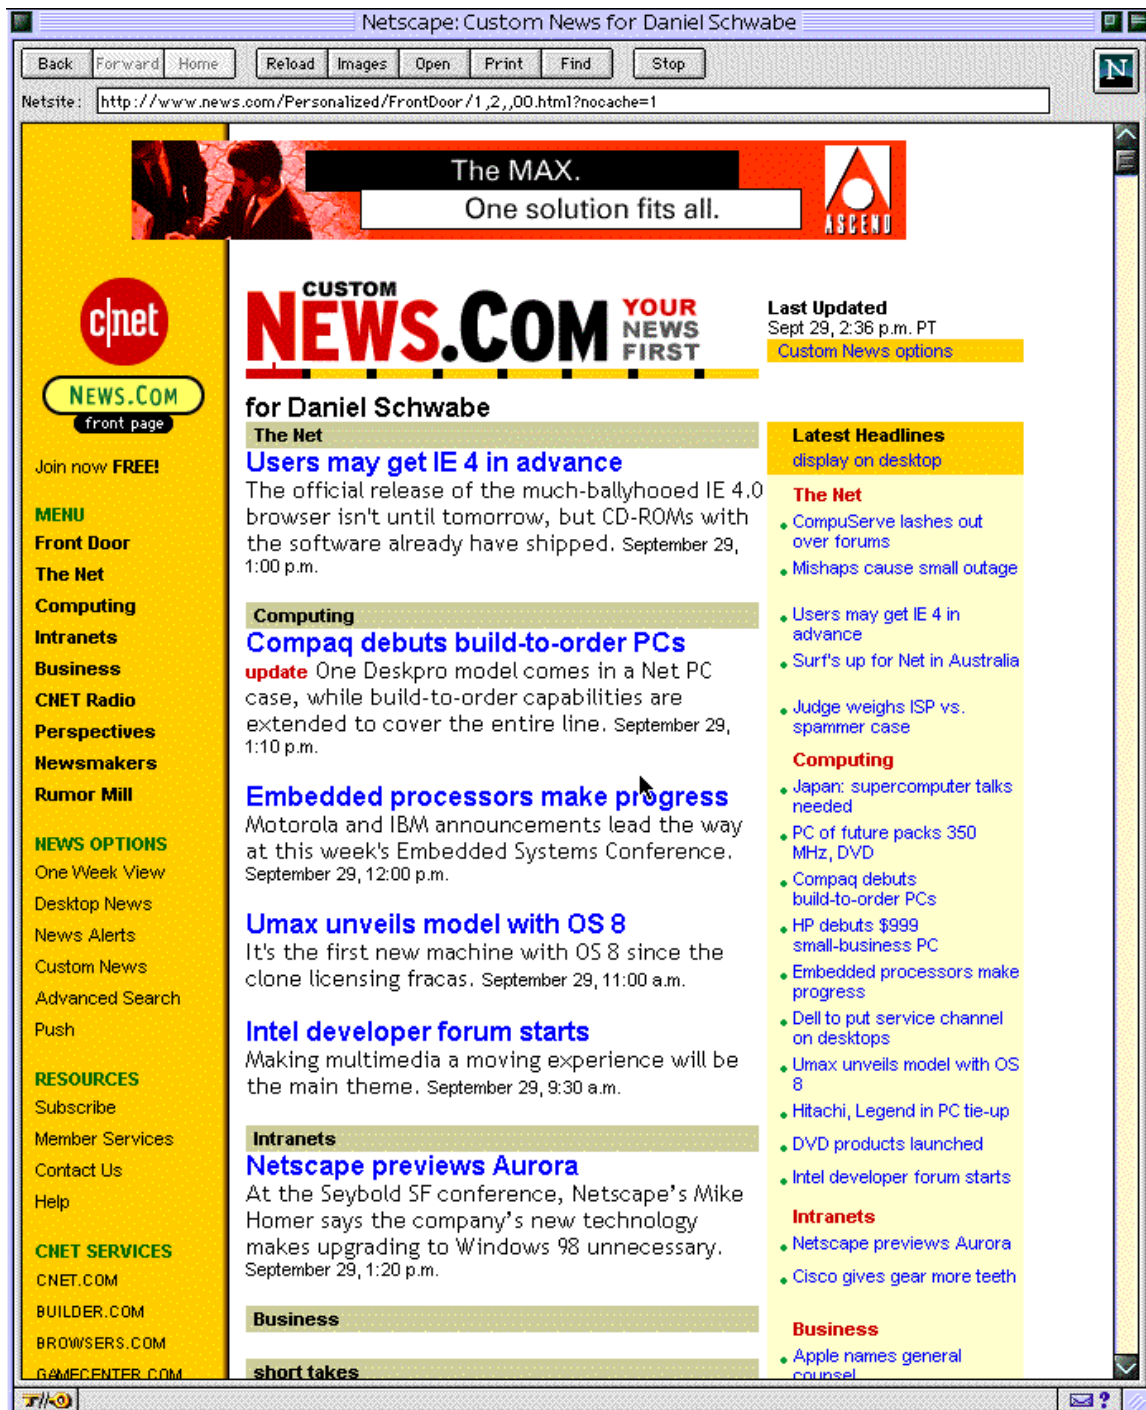 Netscape: Custom News for Daniel Schwabe
Back Forward Home Reload Images Open Print Find Stop
N
Netsite: http://www.news.com/Personalized/FrontDoor/1,2,,00.html?nocache=1
The MAX.
One solution fits all.
ASCEND
c|net
NEWS.COM
front page
Join now FREE!
MENU
Front Door
The Net
Computing
Intranets
Business
CNET Radio
Perspectives
Newsmakers
Rumor Mill
NEWS OPTIONS
One Week View
Desktop News
News Alerts
Custom News
Advanced Search
Push
RESOURCES
Subscribe
Member Services
Contact Us
Help
CNET SERVICES
CNET.COM
BUILDER.COM
BROWSERS.COM
GAMECENTER.COM
CUSTOM
NEWS.COM
YOUR
NEWS
FIRST
for Daniel Schwabe
The Net
Users may get IE 4 in advance
The official release of the much-ballyhooed IE 4.0
browser isn't until tomorrow, but CD-ROMs with
the software already have shipped. September 29,
1:00 p.m.
Computing
Compaq debuts build-to-order PCs
update One Deskpro model comes in a Net PC
case, while build-to-order capabilities are
extended to cover the entire line. September 29,
1:10 p.m.
Embedded processors make progress
Motorola and IBM announcements lead the way
at this week's Embedded Systems Conference.
September 29, 12:00 p.m.
Umax unveils model with OS 8
It's the first new machine with OS 8 since the
clone licensing fracas. September 29, 11:00 a.m.
Intel developer forum starts
Making multimedia a moving experience will be
the main theme. September 29, 9:30 a.m.
Intranets
Netscape previews Aurora
At the Seybold SF conference, Netscape's Mike
Homer says the company's new technology
makes upgrading to Windows 98 unnecessary.
September 29, 1:20 p.m.
Business
short takes
Last Updated
Sept 29, 2:36 p.m. PT
Custom News options
Latest Headlines
display on desktop
The Net
CompuServe lashes out
over forums
Mishaps cause small outage
Users may get IE 4 in
advance
Surf's up for Net in Australia
Judge weighs ISP vs.
spammer case
Computing
Japan: supercomputer talks
needed
PC of future packs 350
MHz, DVD
Compaq debuts
build-to-order PCs
HP debuts $999
small-business PC
Embedded processors make
progress
Dell to put service channel
on desktops
Umax unveils model with OS
8
Hitachi, Legend in PC tie-up
DVD products launched
Intel developer forum starts
Intranets
Netscape previews Aurora
Cisco gives gear more teeth
Business
Apple names general
counsel
?